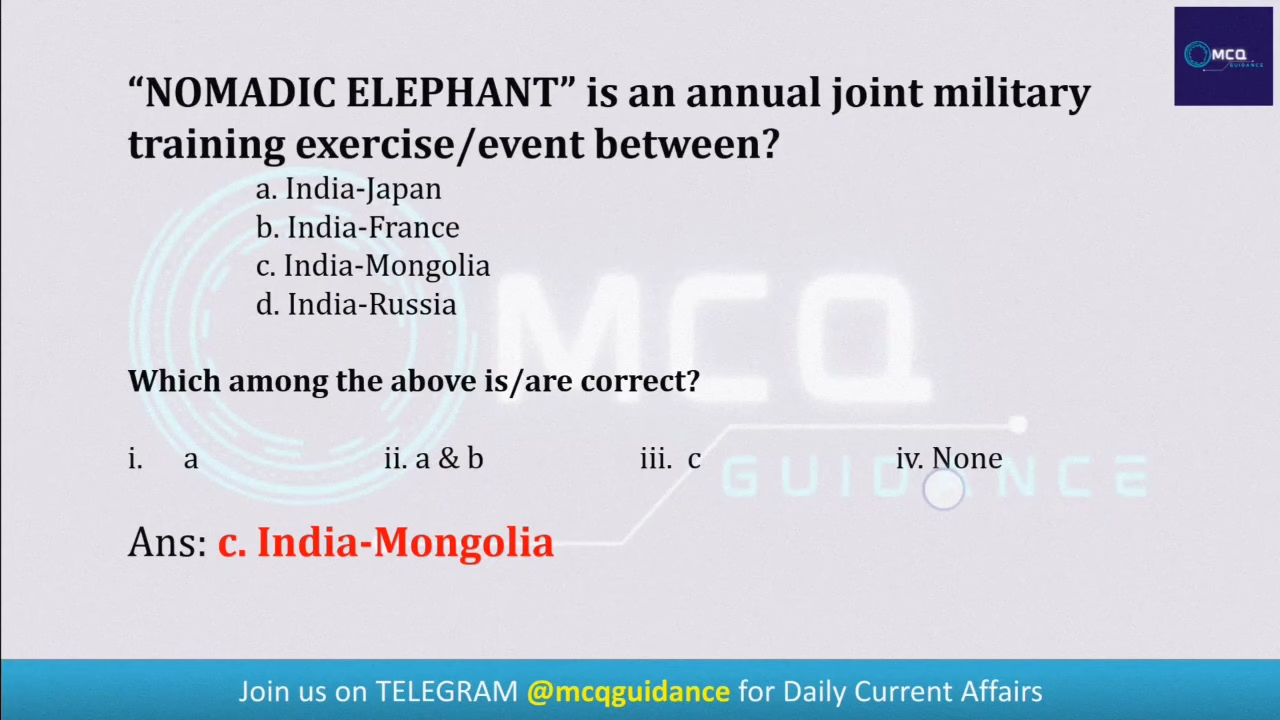 MCQ
GUIDANCE
“NOMADIC ELEPHANT” is an annual joint military
training exercise/event between?
a. India-Japan
b. India-France
c. India-Mongolia
d. India-Russia
MCQ
GUIDANCE
Which among the above is/are correct?
i. a ii. a & b iii. c iv. None
Ans: c. India-Mongolia
Join us on TELEGRAM @mcqguidance for Daily Current Affairs